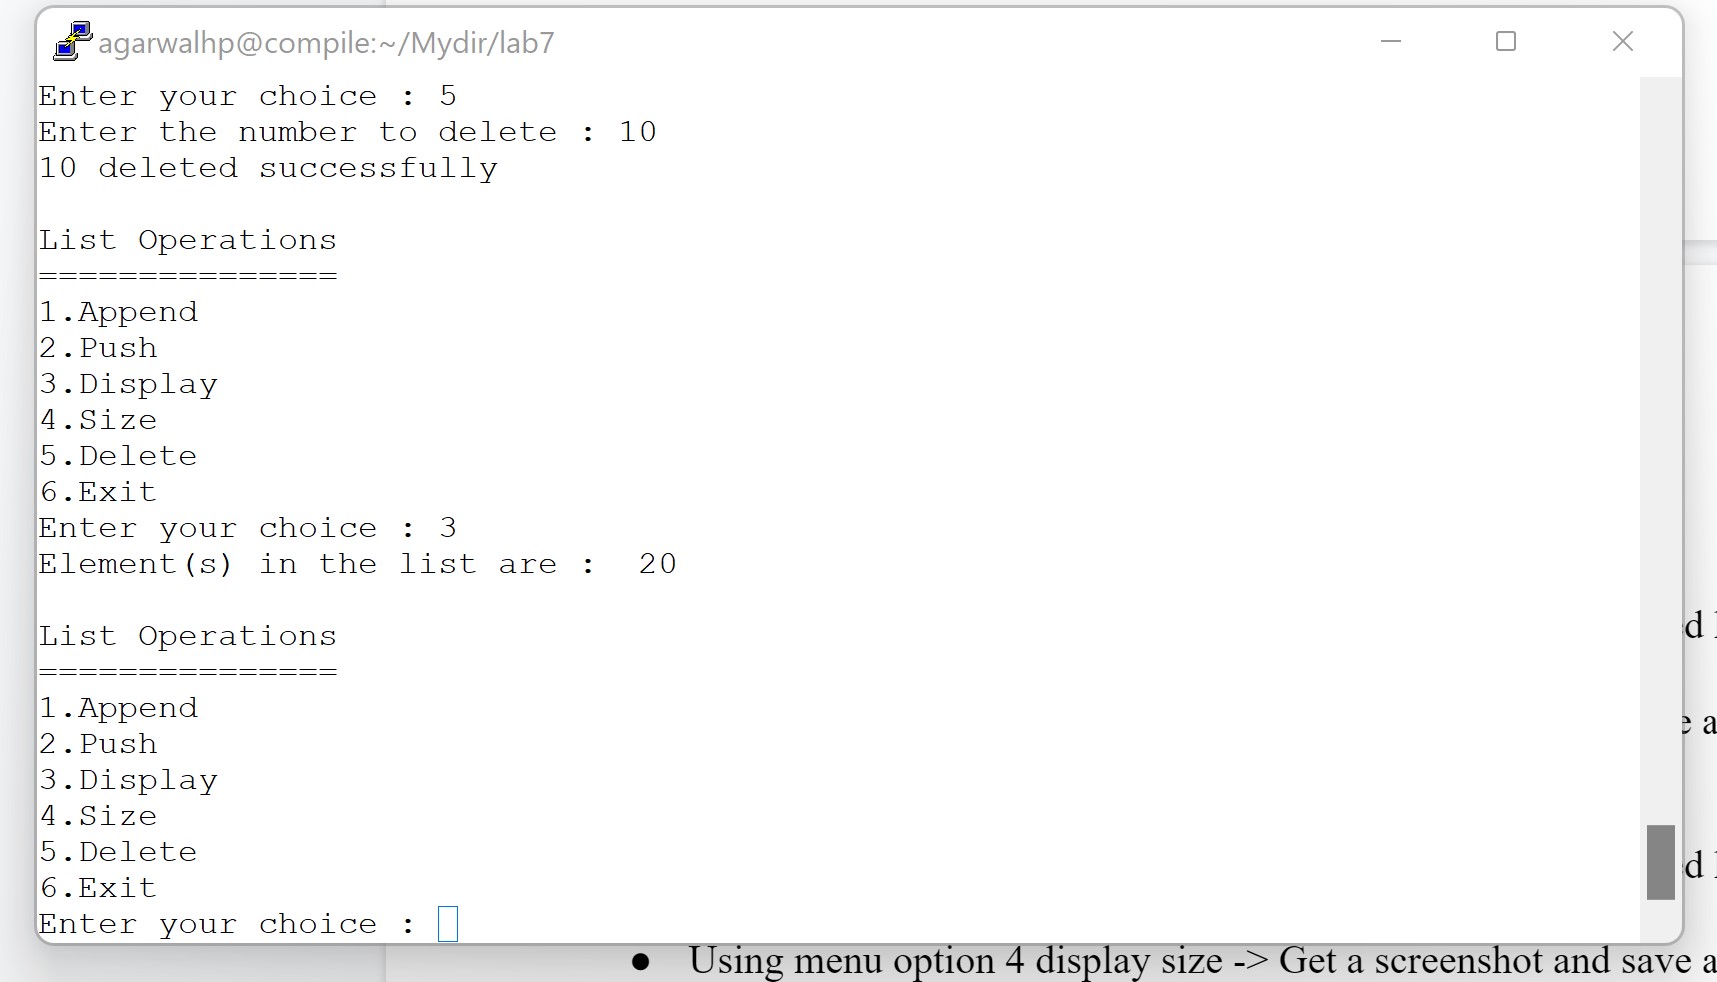 agarwalhp@compile:~/Mydir/lab7
Enter your choice : 5
Enter the number to delete : 10
10 deleted successfully
List Operations
===============
1.Append
2.Push
3.Display
4.Size
5.Delete
6.Exit
Enter your choice : 3
Element(s) in the list are :  20
List Operations
===============
1.Append
2.Push
3.Display
4.Size
5.Delete
6.Exit
Enter your choice :
● Using menu option 4 display size -> Get a screenshot and save a